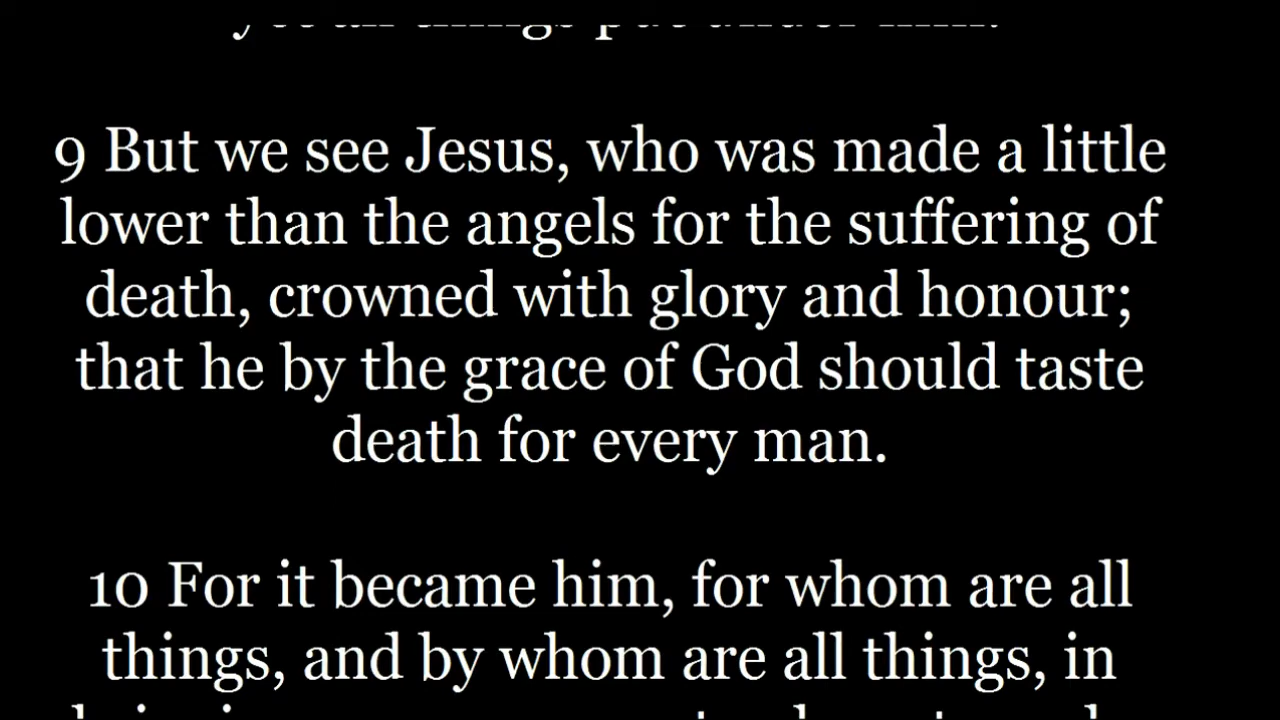 9 But we see Jesus, who was made a little
lower than the angels for the suffering of
death, crowned with glory and honour;
that he by the grace of God should taste
death for every man.
10 For it became him, for whom are all
things, and by whom are all things, in